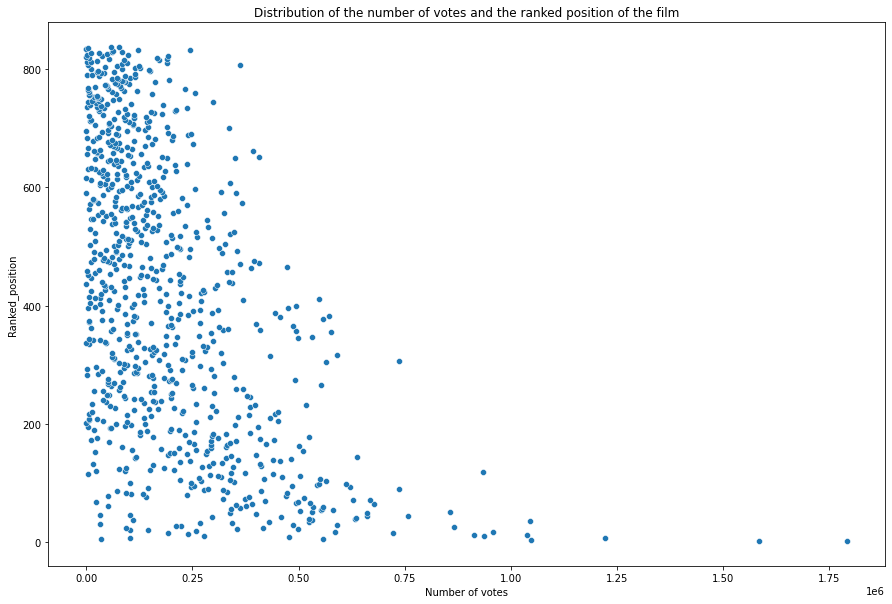 Distribution of the number of votes and the ranked position of the film
800
600
400
200
0
Ranked_position
0.00 0.25 0.50 0.75 1.00 1.25 1.50 1.75
1e6
Number of votes